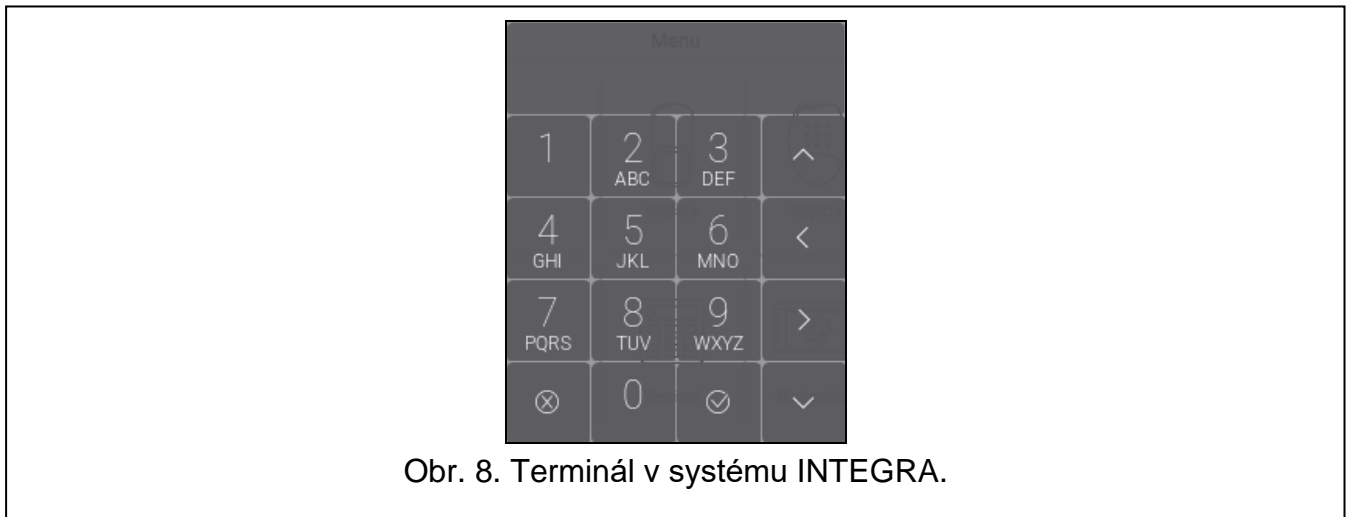 Menu
1 2 3
ABC DEF
4 5 6
GHI JKL MNO
7 8 9
PQRS TUV WXYZ
0
Obr. 8. Terminál v systému INTEGRA.